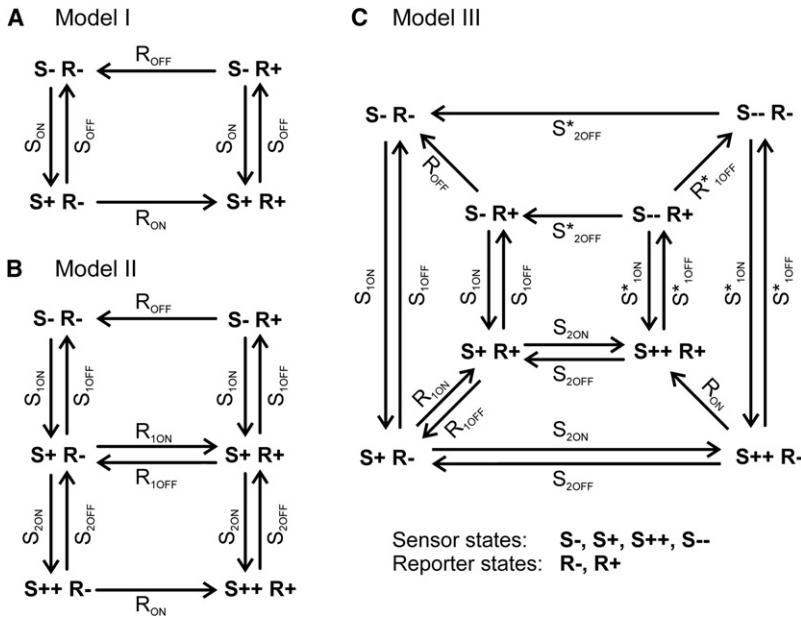 A Model I
R_OFF
S- R- S- R+
S_ON S_OFF S_ON S_OFF
S+ R- S+ R+
R_ON
B Model II
R_OFF
S- R- S- R+
S_1ON S_1OFF S_1ON S_1OFF
R_1ON
S+ R- S+ R+
R_1OFF
S_2ON S_2OFF S_2ON S_2OFF
S++ R- S++ R+
R_ON
C Model III
S- R- S-- R-
S*_2OFF
R_OFF R*_1OFF
S- R+ S-- R+
S*_2OFF
S_1ON S_1OFF S_1ON S_1OFF S*_1ON S*_1OFF S*_1ON S*_1OFF
S_2ON
S+ R+ S++ R+
S_2OFF
R_1ON R_1OFF R_ON
S_2ON
S+ R- S++ R-
S_2OFF
Sensor states: S-, S+, S++, S--
Reporter states: R-, R+